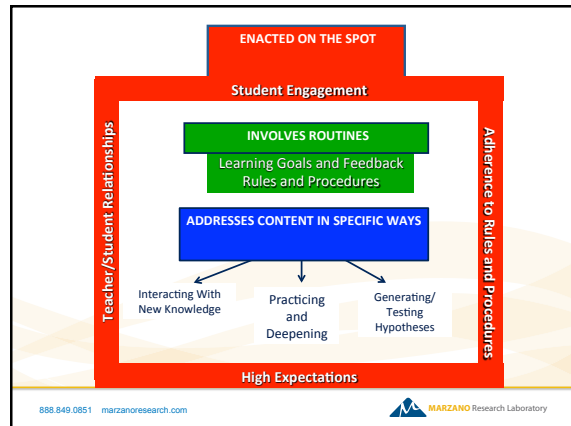 ENACTED ON THE SPOT
Student Engagement
Teacher/Student Relationships
Adherence to Rules and Procedures
INVOLVES ROUTINES
Learning Goals and Feedback
Rules and Procedures
ADDRESSES CONTENT IN SPECIFIC WAYS
Interacting With
New Knowledge
Practicing
and
Deepening
Generating/
Testing
Hypotheses
High Expectations
888.849.0851 marzanoresearch.com
MARZANO Research Laboratory